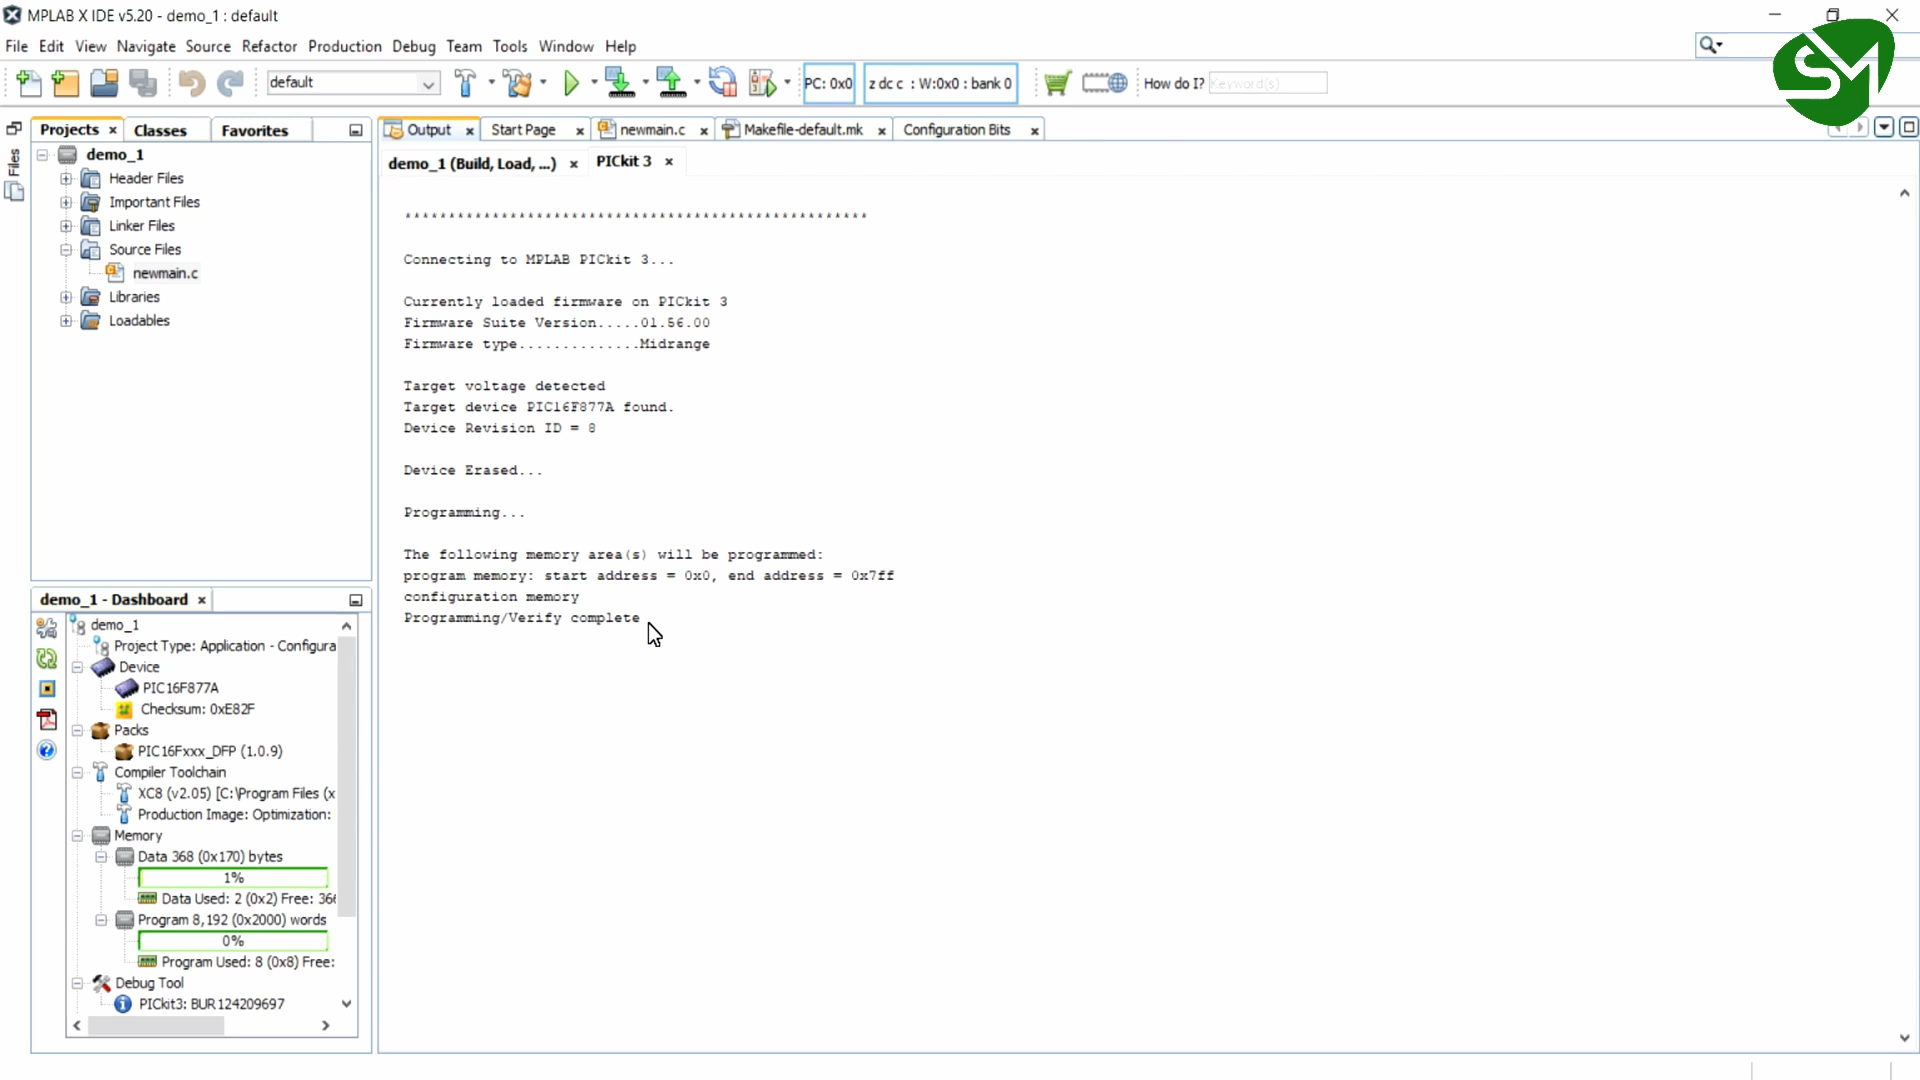 MPLAB X IDE v5.20 - demo_1 : default
File Edit View Navigate Source Refactor Production Debug Team Tools Window Help
SM
default
PC: 0x0
z dc c : W:0x0 : bank 0
How do I? Keyword(s)
Projects Classes Favorites
Output Start Page newmain.c Makefile-default.mk Configuration Bits
Files
demo_1
Header Files
Important Files
Linker Files
Source Files
newmain.c
Libraries
Loadables
demo_1 (Build, Load, ...) PICkit 3
*****************************************************
Connecting to MPLAB PICkit 3...
Currently loaded firmware on PICkit 3
Firmware Suite Version.....01.56.00
Firmware type..............Midrange
Target voltage detected
Target device PIC16F877A found.
Device Revision ID = 8
Device Erased...
Programming...
The following memory area(s) will be programmed:
program memory: start address = 0x0, end address = 0x7ff
configuration memory
Programming/Verify complete
demo_1 - Dashboard
demo_1
Project Type: Application - Configura
Device
PIC16F877A
Checksum: 0xE82F
Packs
PIC16Fxxx_DFP (1.0.9)
Compiler Toolchain
XC8 (v2.05) [C:\Program Files (x
Production Image: Optimization:
Memory
Data 368 (0x170) bytes
1%
Data Used: 2 (0x2) Free: 366
Program 8,192 (0x2000) words
0%
Program Used: 8 (0x8) Free:
Debug Tool
PICkit3: BUR124209697